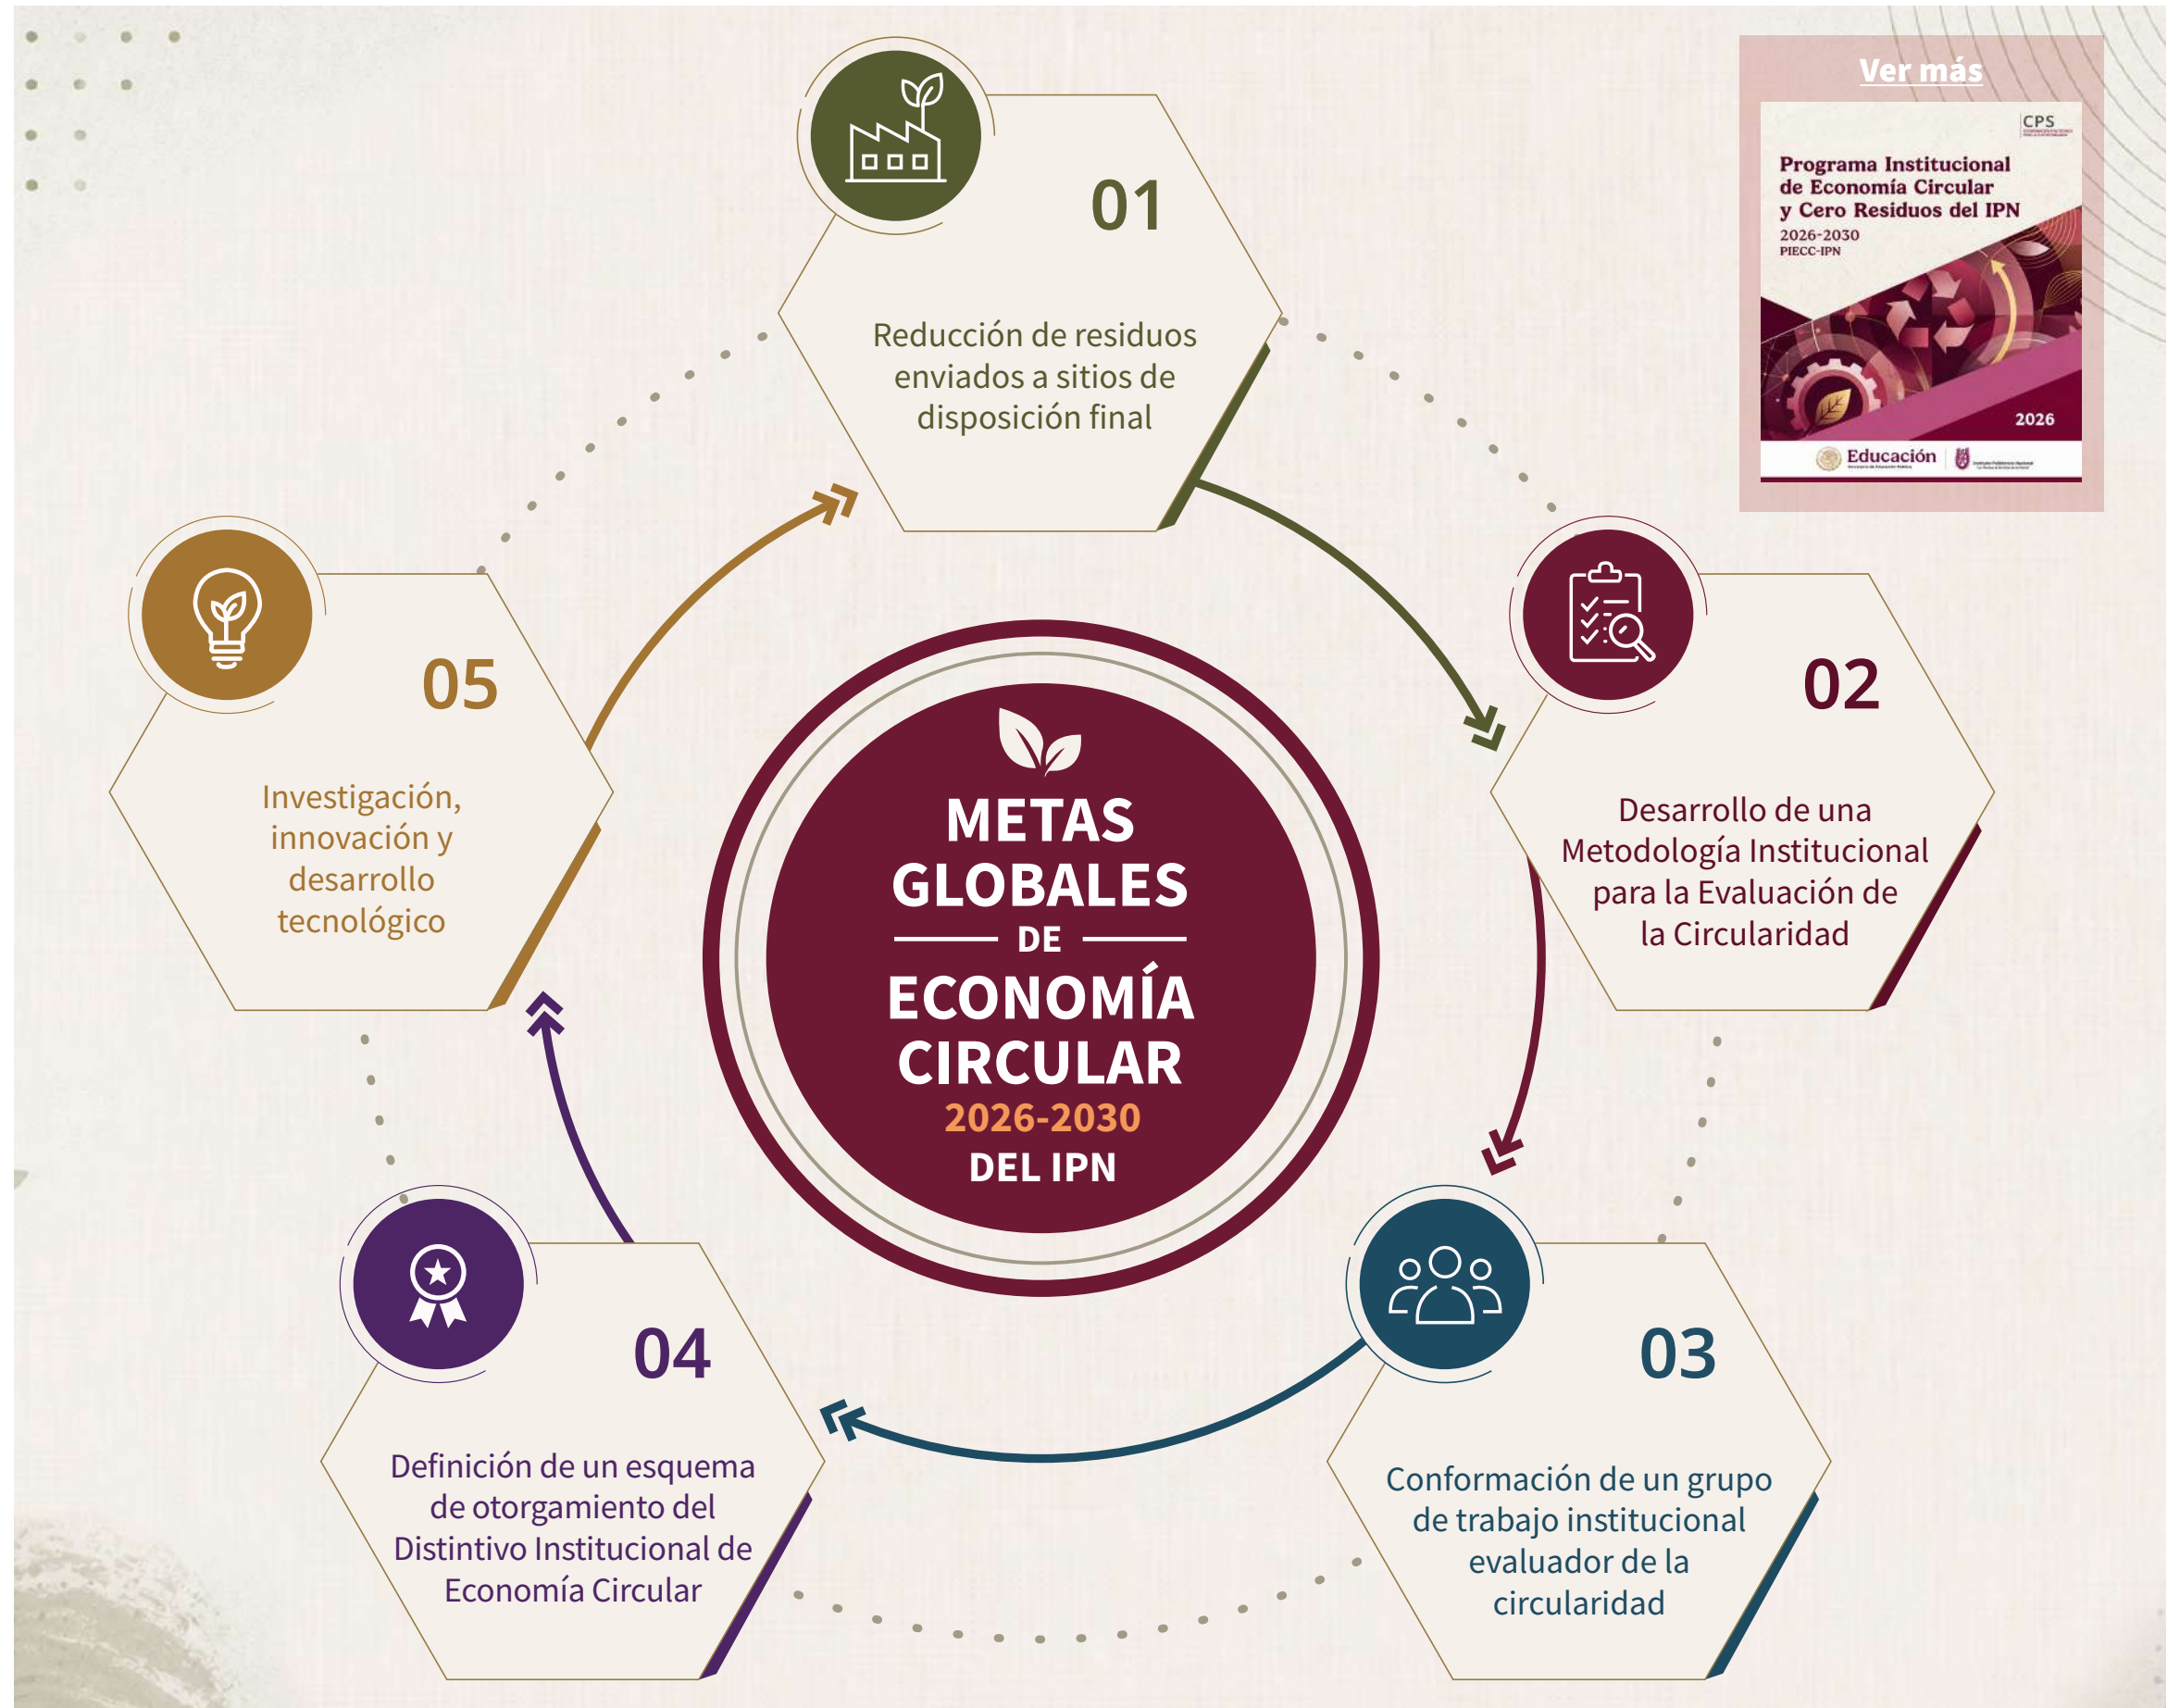 Ver más
CPS
Programa Institucional
de Economía Circular
y Cero Residuos del IPN
2026-2030
PIECC-IPN
2026
Educación
01
Reducción de residuos
enviados a sitios de
disposición final
02
Desarrollo de una
Metodología Institucional
para la Evaluación de
la Circularidad
03
Conformación de un grupo
de trabajo institucional
evaluador de la
circularidad
04
Definición de un esquema
de otorgamiento del
Distintivo Institucional de
Economía Circular
05
Investigación,
innovación y
desarrollo
tecnológico
METAS
GLOBALES
DE
ECONOMÍA
CIRCULAR
2026-2030
DEL IPN